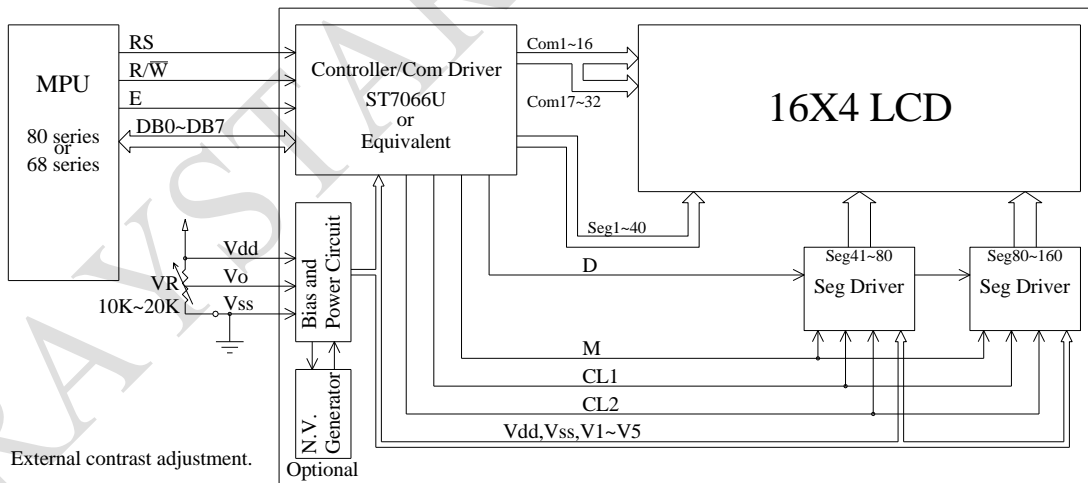 MPU
80 series
or
68 series
RS
R/W̅
E
DB0~DB7
Controller/Com Driver
ST7066U
or
Equivalent
Com1~16
Com17~32
16X4 LCD
Seg1~40
D
Seg41~80
Seg Driver
Seg80~160
Seg Driver
Vdd
VR
Vo
10K~20K
Vss
Bias and
Power Circuit
M
CL1
CL2
Vdd,Vss,V1~V5
N.V.
Generator
Optional
External contrast adjustment.
RAYSTAR